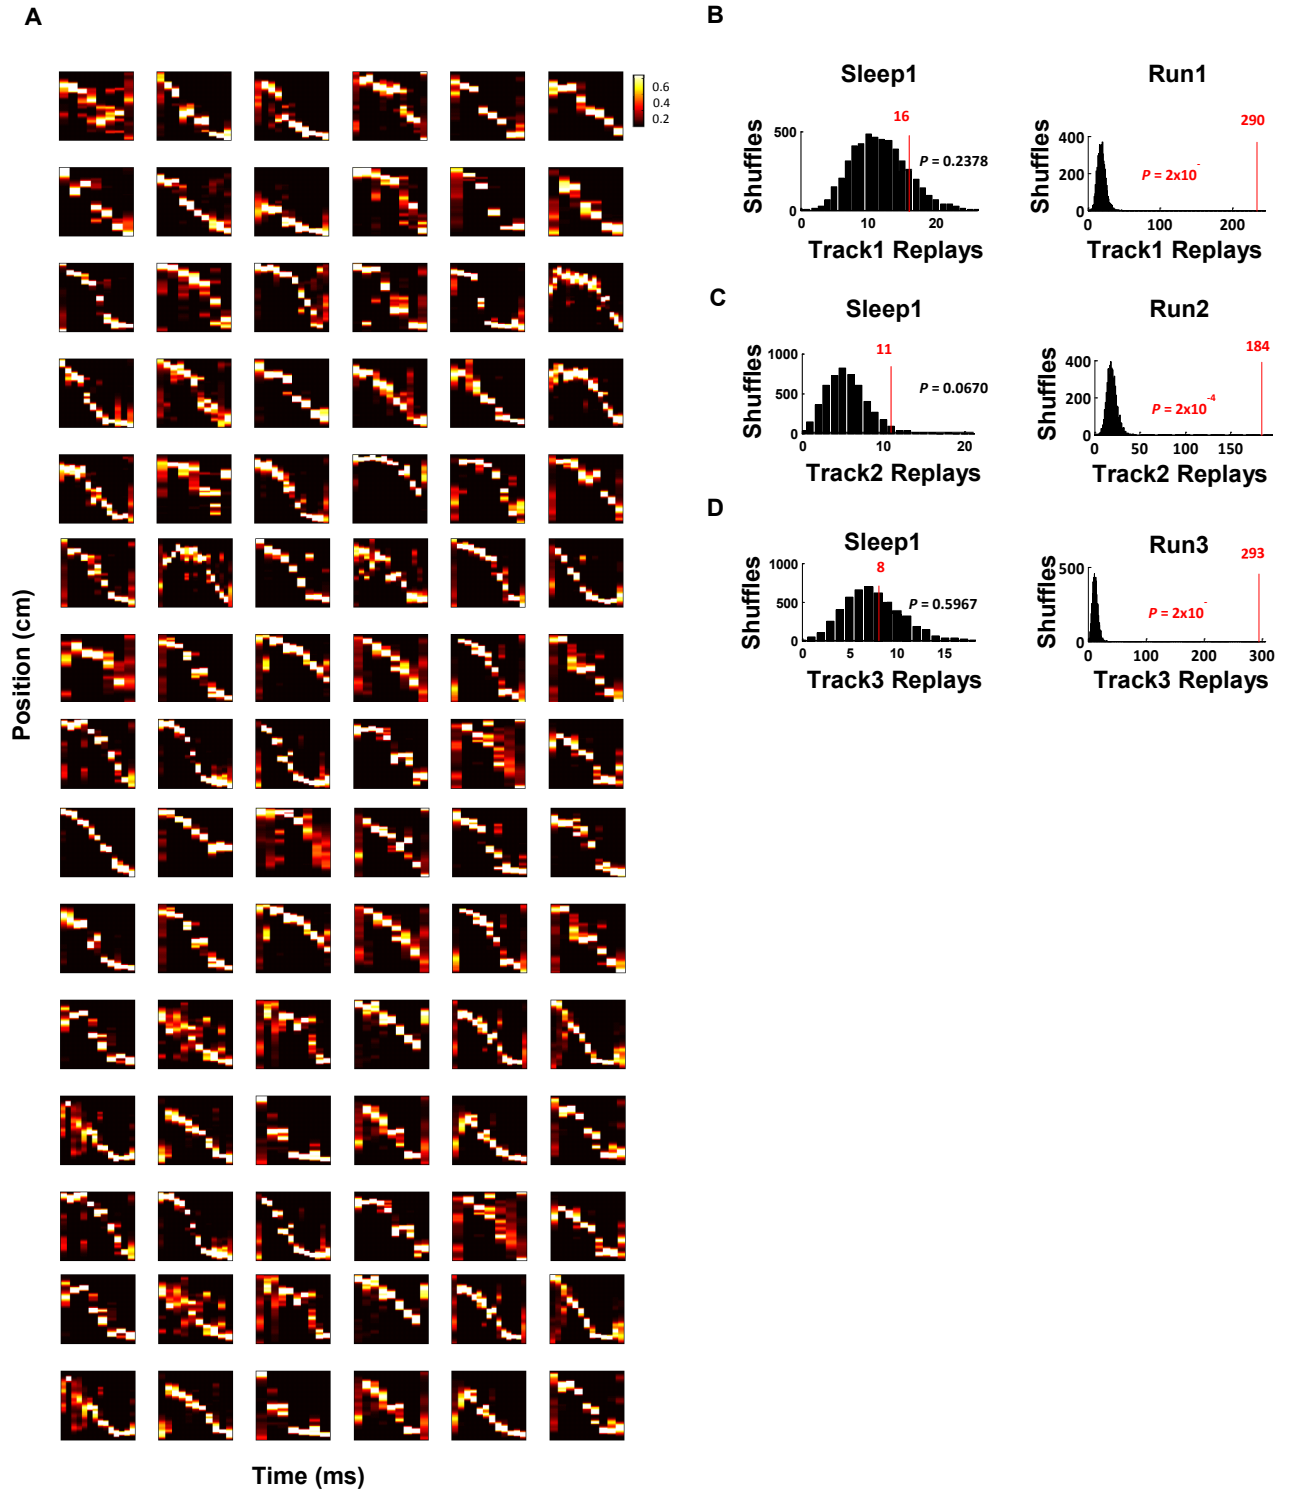 A
0.6
0.4
0.2
Position (cm)
Time (ms)
B
Sleep1
16
500
0
P = 0.2378
Shuffles
0 10 20
Track1 Replays
Run1
290
400
200
0
P = 2x10-
Shuffles
0 100 200
Track1 Replays
C
Sleep1
11
1000
500
0
P = 0.0670
Shuffles
0 10 20
Track2 Replays
Run2
184
400
200
0
P = 2x10-4
Shuffles
0 50 100 150
Track2 Replays
D
Sleep1
8
1000
500
0
P = 0.5967
Shuffles
0 5 10 15
Track3 Replays
Run3
293
500
0
P = 2x10-
Shuffles
0 100 200 300
Track3 Replays